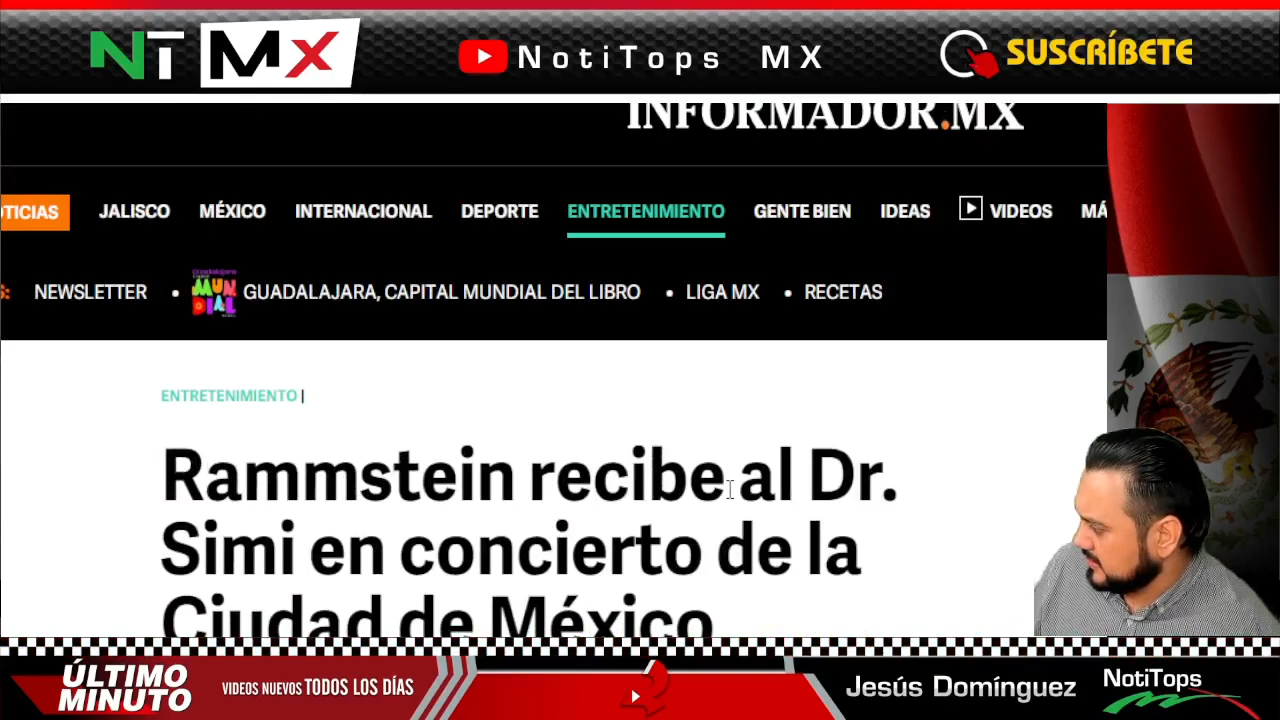 NT MX
NotiTops MX
SUSCRÍBETE
INFORMADOR.MX
OTICIAS JALISCO MÉXICO INTERNACIONAL DEPORTE ENTRETENIMIENTO GENTE BIEN IDEAS VIDEOS MÁ
S: NEWSLETTER • MUNDIAL GUADALAJARA, CAPITAL MUNDIAL DEL LIBRO • LIGA MX • RECETAS
ENTRETENIMIENTO |
Rammstein recibe al Dr.
Simi en concierto de la
Ciudad de México
ÚLTIMO
MINUTO
VIDEOS NUEVOS TODOS LOS DÍAS
Jesús Domínguez
NotiTops